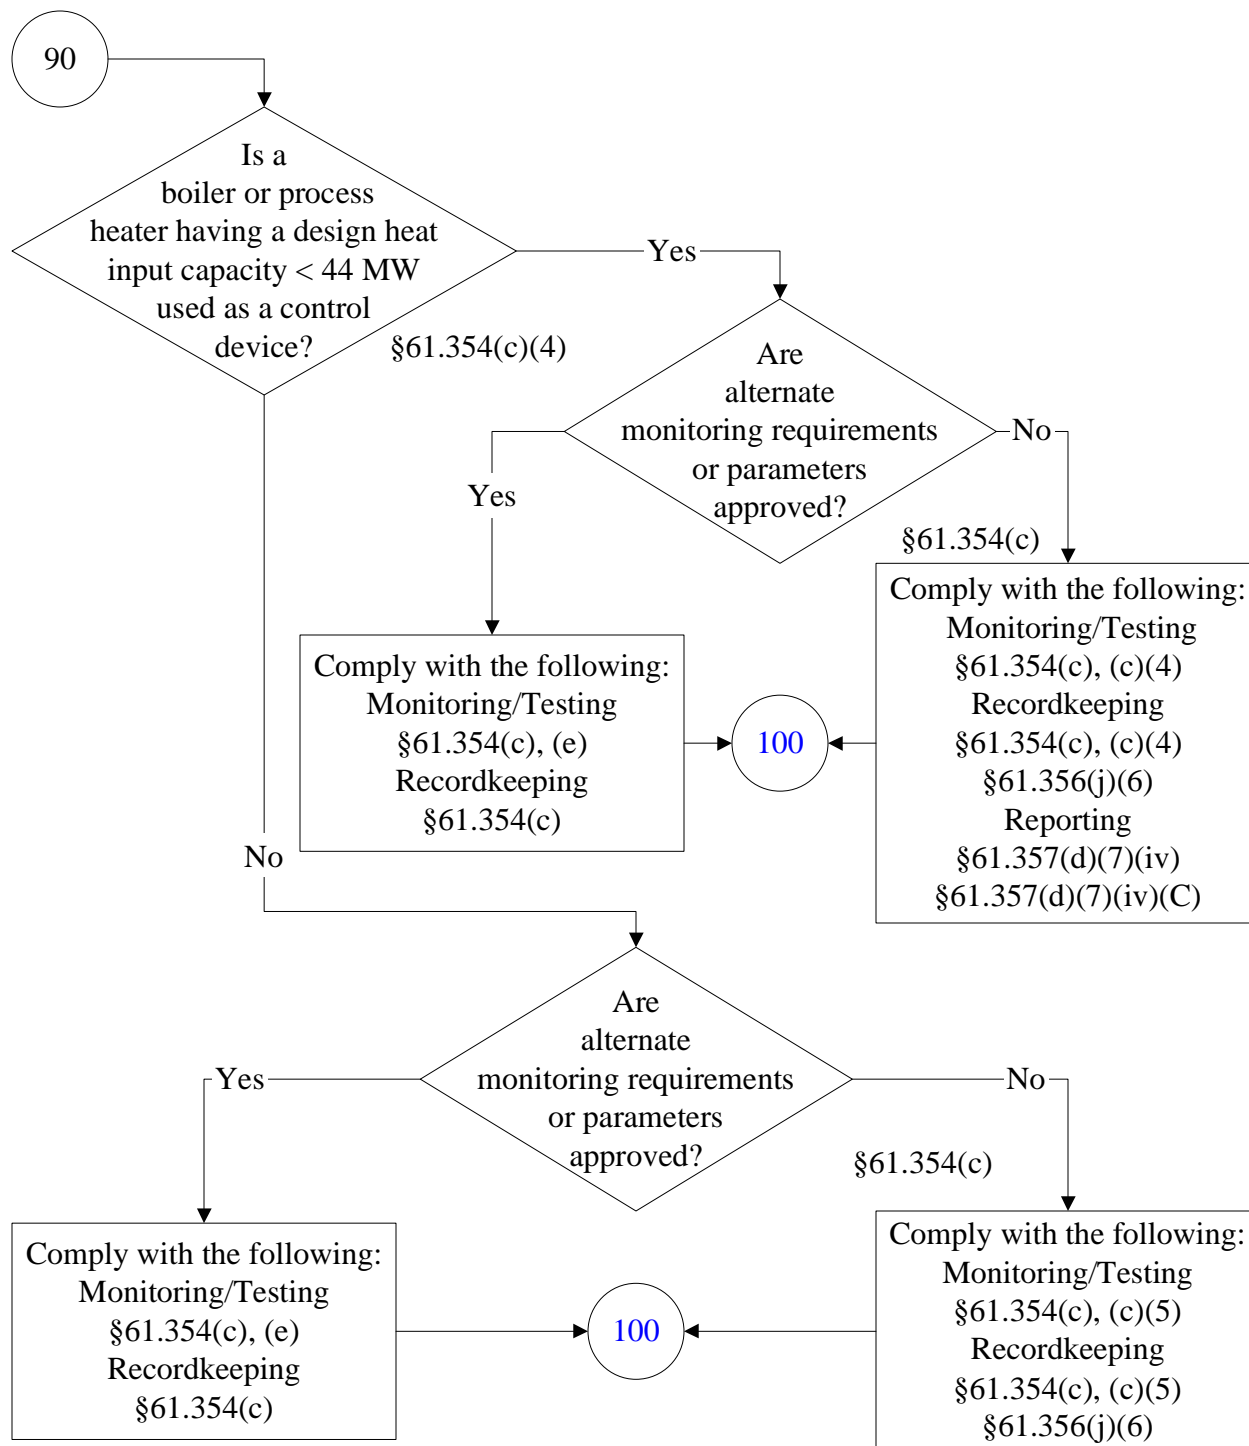 90
Is a
boiler or process
heater having a design heat
input capacity < 44 MW
used as a control
device?
Yes
§61.354(c)(4)
Are
alternate
monitoring requirements
or parameters
approved?
No
Yes
§61.354(c)
Comply with the following:
Monitoring/Testing
§61.354(c), (c)(4)
Recordkeeping
§61.354(c), (c)(4)
§61.356(j)(6)
Reporting
§61.357(d)(7)(iv)
§61.357(d)(7)(iv)(C)
Comply with the following:
Monitoring/Testing
§61.354(c), (e)
Recordkeeping
§61.354(c)
100
No
Are
alternate
monitoring requirements
or parameters
approved?
Yes
No
§61.354(c)
Comply with the following:
Monitoring/Testing
§61.354(c), (e)
Recordkeeping
§61.354(c)
100
Comply with the following:
Monitoring/Testing
§61.354(c), (c)(5)
Recordkeeping
§61.354(c), (c)(5)
§61.356(j)(6)